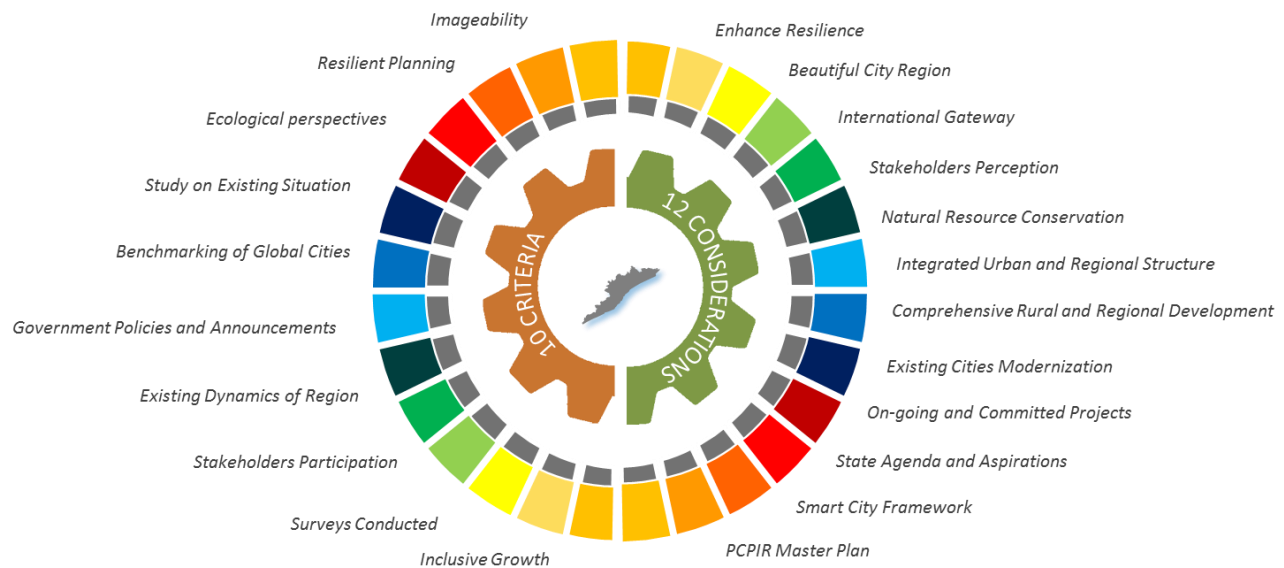 Imageability
Resilient Planning
Ecological perspectives
Study on Existing Situation
Benchmarking of Global Cities
Government Policies and Announcements
Existing Dynamics of Region
Stakeholders Participation
Surveys Conducted
Inclusive Growth
10 CRITERIA
12 CONSIDERATIONS
Enhance Resilience
Beautiful City Region
International Gateway
Stakeholders Perception
Natural Resource Conservation
Integrated Urban and Regional Structure
Comprehensive Rural and Regional Development
Existing Cities Modernization
On-going and Committed Projects
State Agenda and Aspirations
Smart City Framework
PCPIR Master Plan